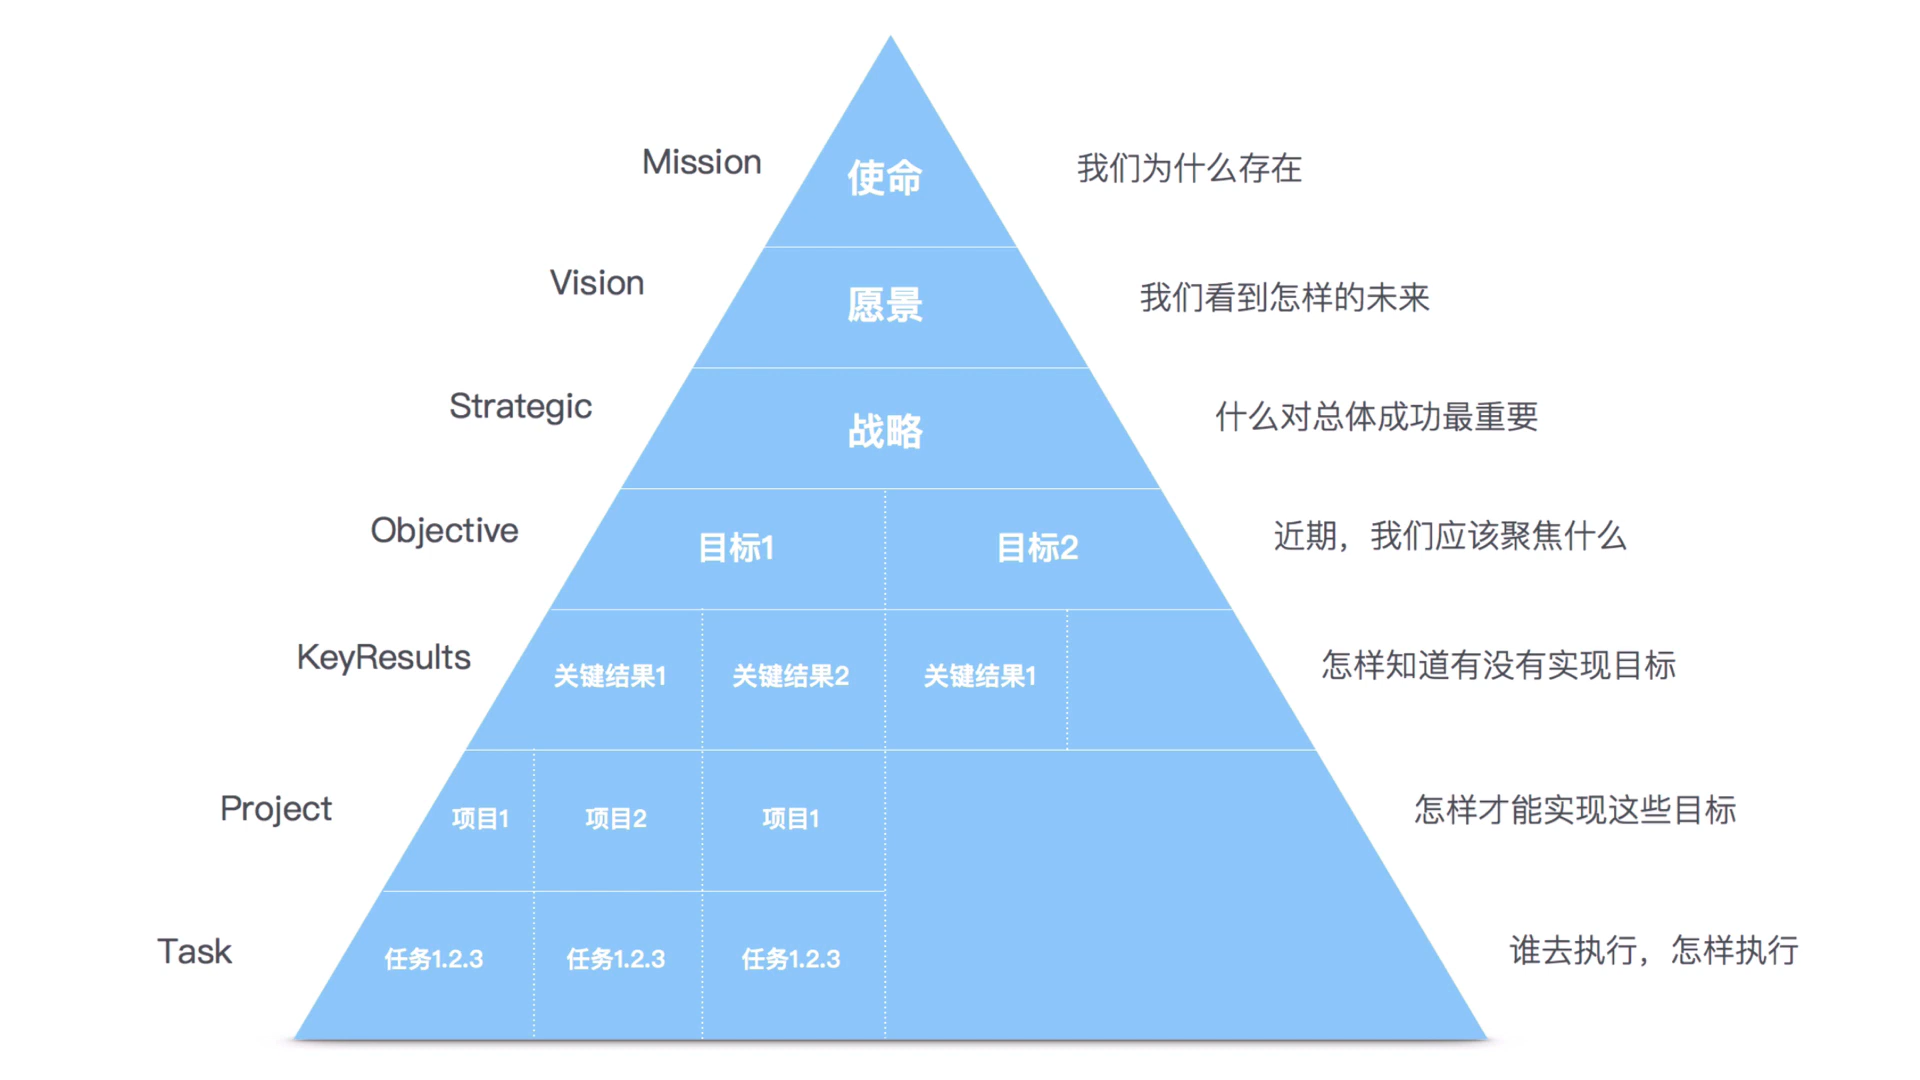 Mission
使命
我们为什么存在
Vision
愿景
我们看到怎样的未来
Strategic
战略
什么对总体成功最重要
Objective
目标1
目标2
近期，我们应该聚焦什么
KeyResults
关键结果1
关键结果2
关键结果1
怎样知道有没有实现目标
Project
项目1
项目2
项目1
怎样才能实现这些目标
Task
任务1.2.3
任务1.2.3
任务1.2.3
谁去执行，怎样执行